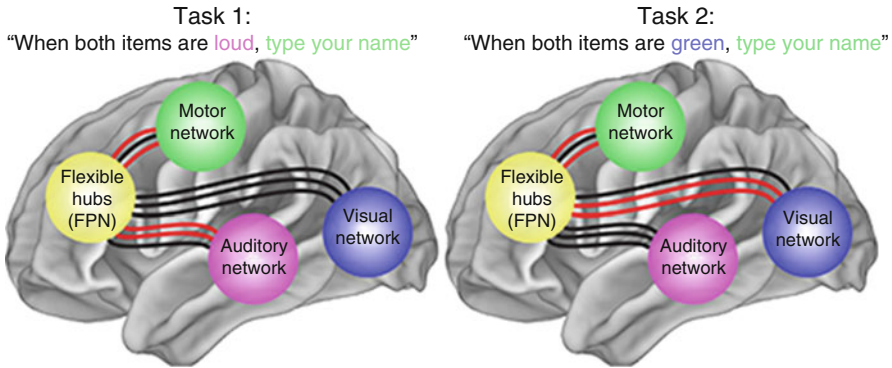 Task 1:
“When both items are loud, type your name”
Motor
network
Flexible
hubs
(FPN)
Visual
network
Auditory
network
Task 2:
“When both items are green, type your name”
Motor
network
Flexible
hubs
(FPN)
Visual
network
Auditory
network